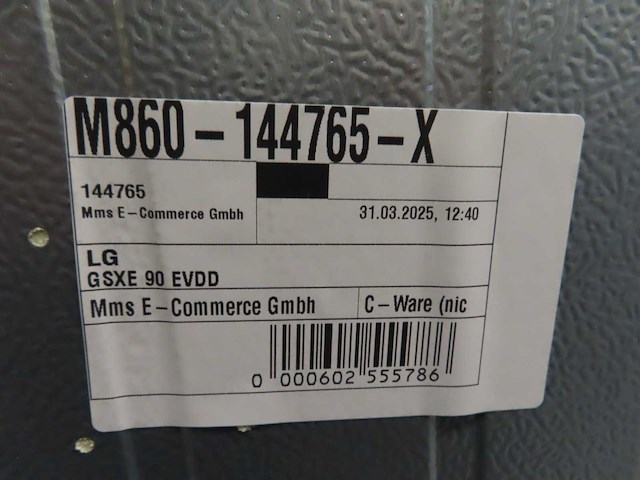 M860-144765-X
144765
Mms E-Commerce Gmbh
31.03.2025, 12:40
LG
GSXE 90 EVDD
Mms E-Commerce Gmbh
C-Ware (nic
0 000602 555786